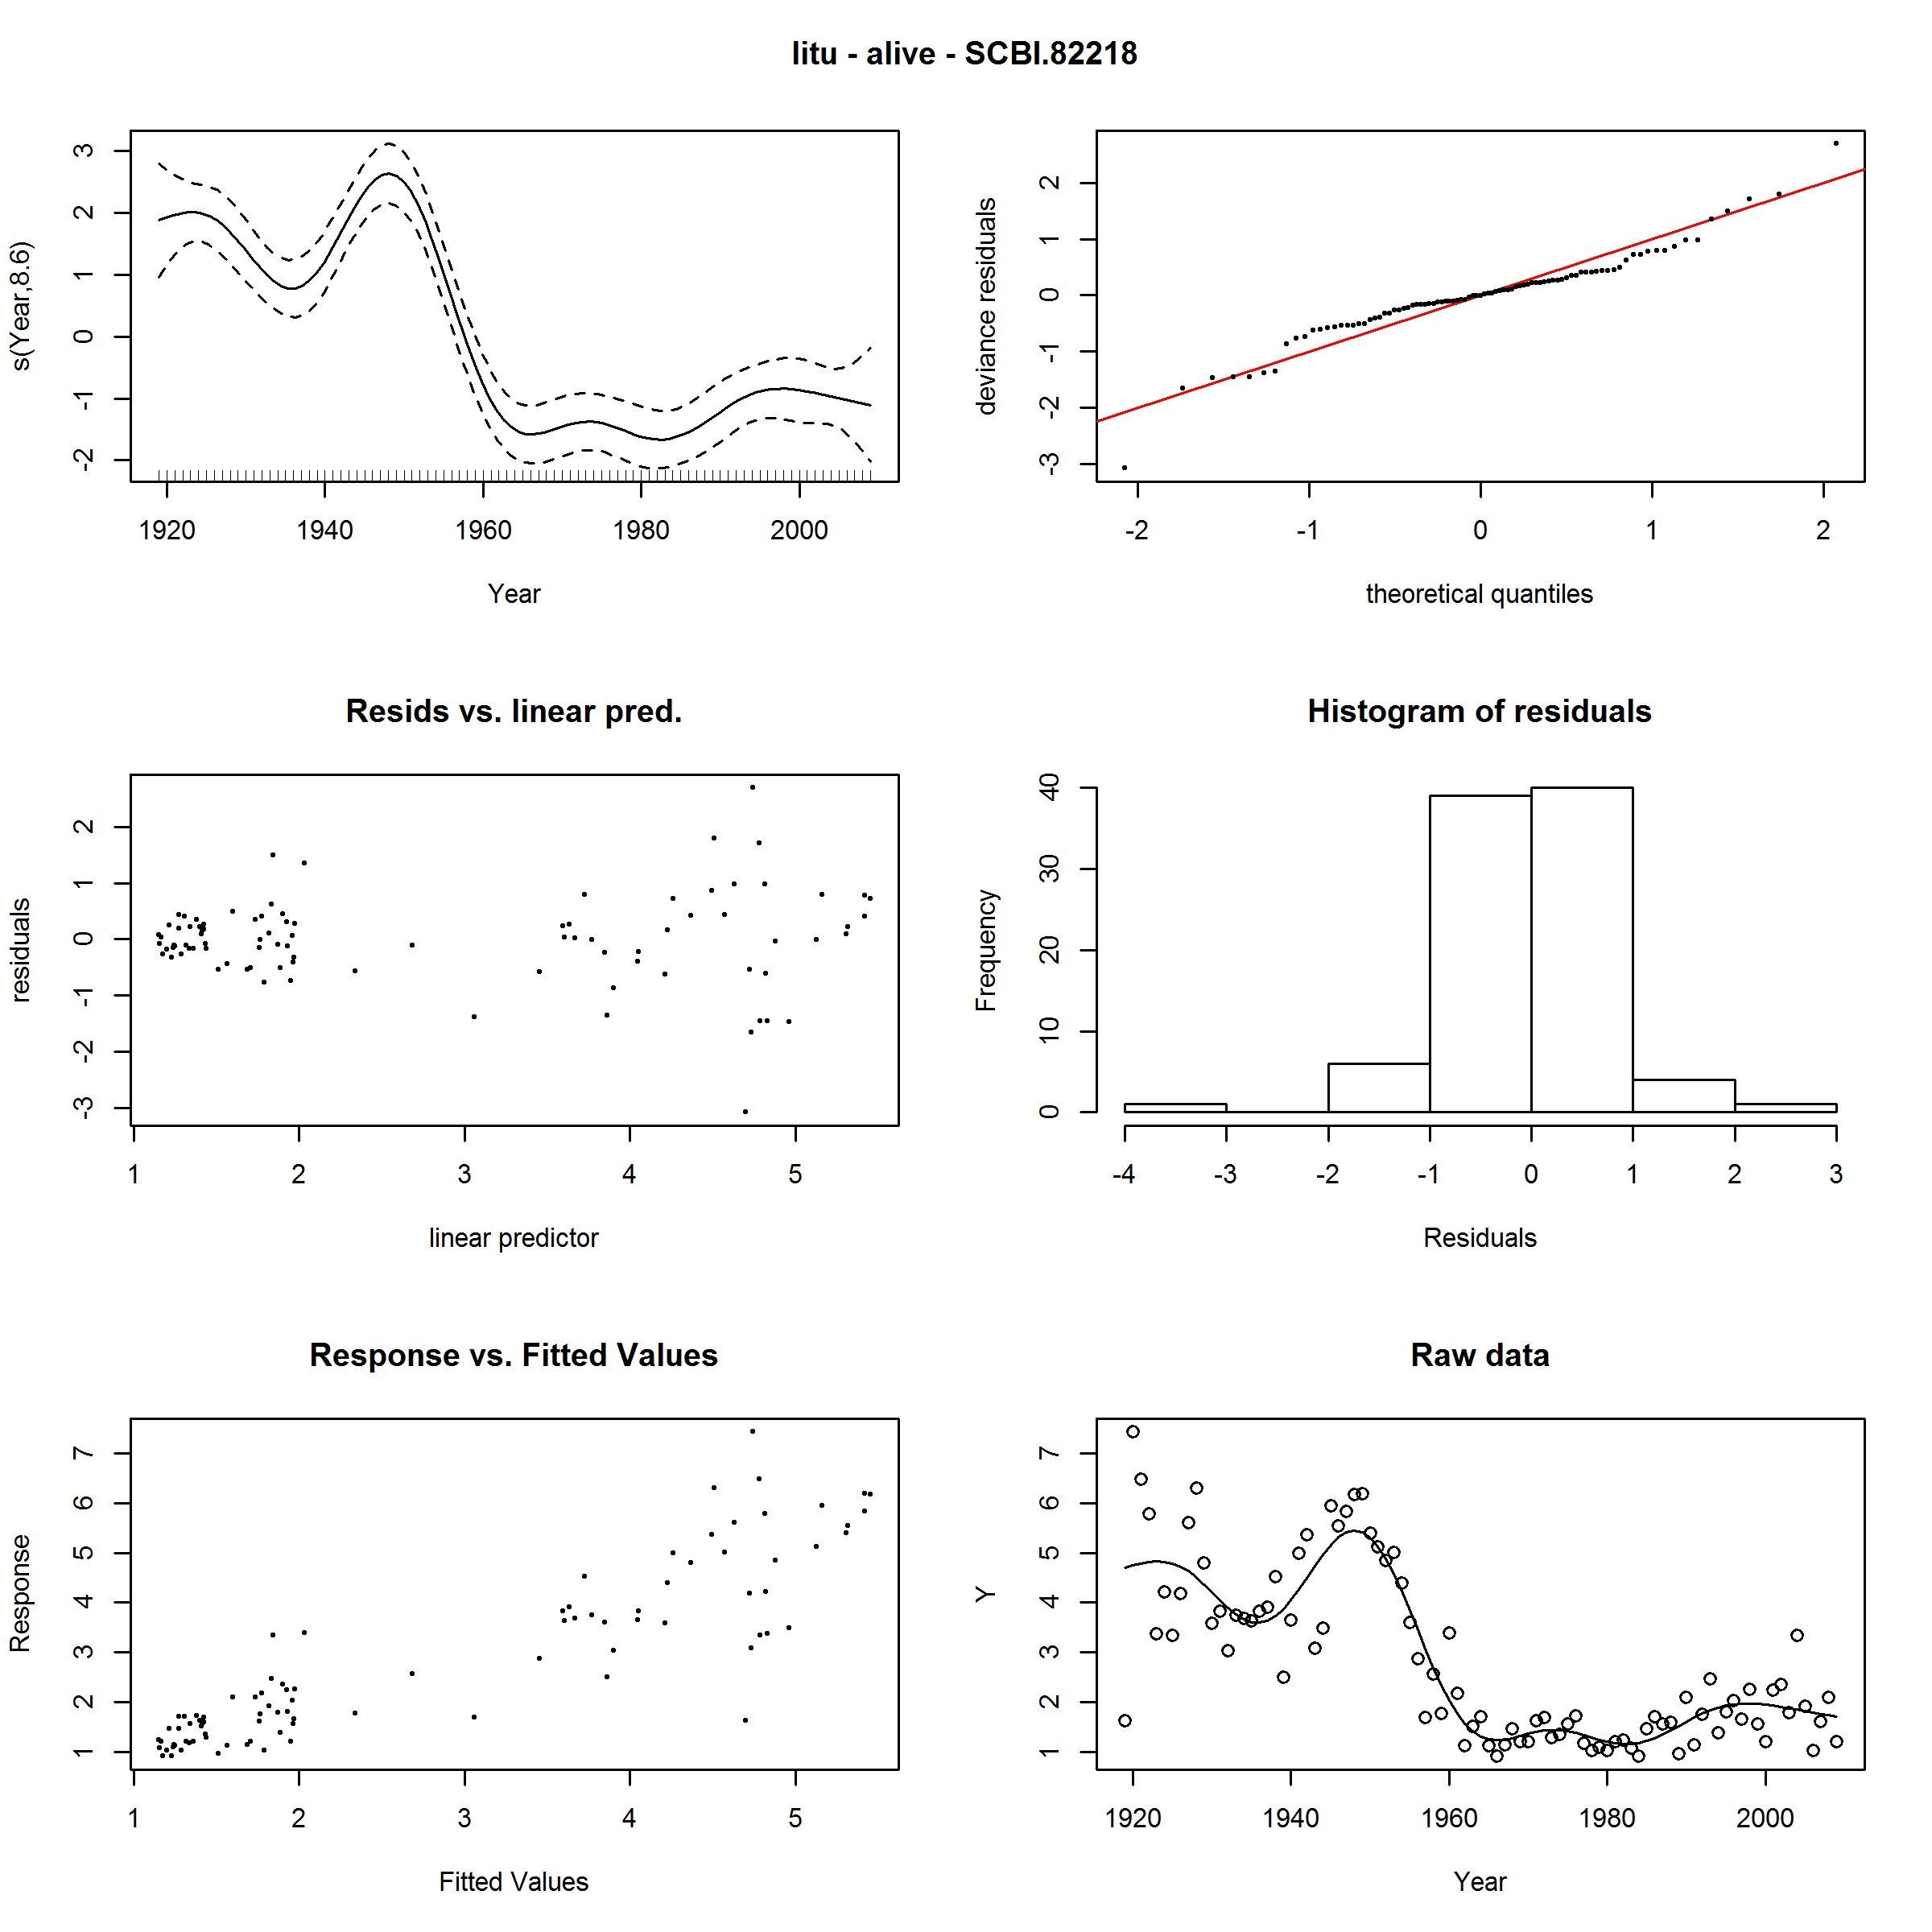 litu - alive - SCBI.82218
3
2
1
0
-1
-2
s(Year,8.6)
1920 1940 1960 1980 2000
Year
2
1
0
-1
-2
-3
deviance residuals
-2 -1 0 1 2
theoretical quantiles
Resids vs. linear pred.
2
1
0
-1
-2
-3
residuals
1 2 3 4 5
linear predictor
Histogram of residuals
40
30
20
10
0
Frequency
-4 -3 -2 -1 0 1 2 3
Residuals
Response vs. Fitted Values
7
6
5
4
3
2
1
Response
1 2 3 4 5
Fitted Values
Raw data
7
6
5
4
3
2
1
Y
1920 1940 1960 1980 2000
Year